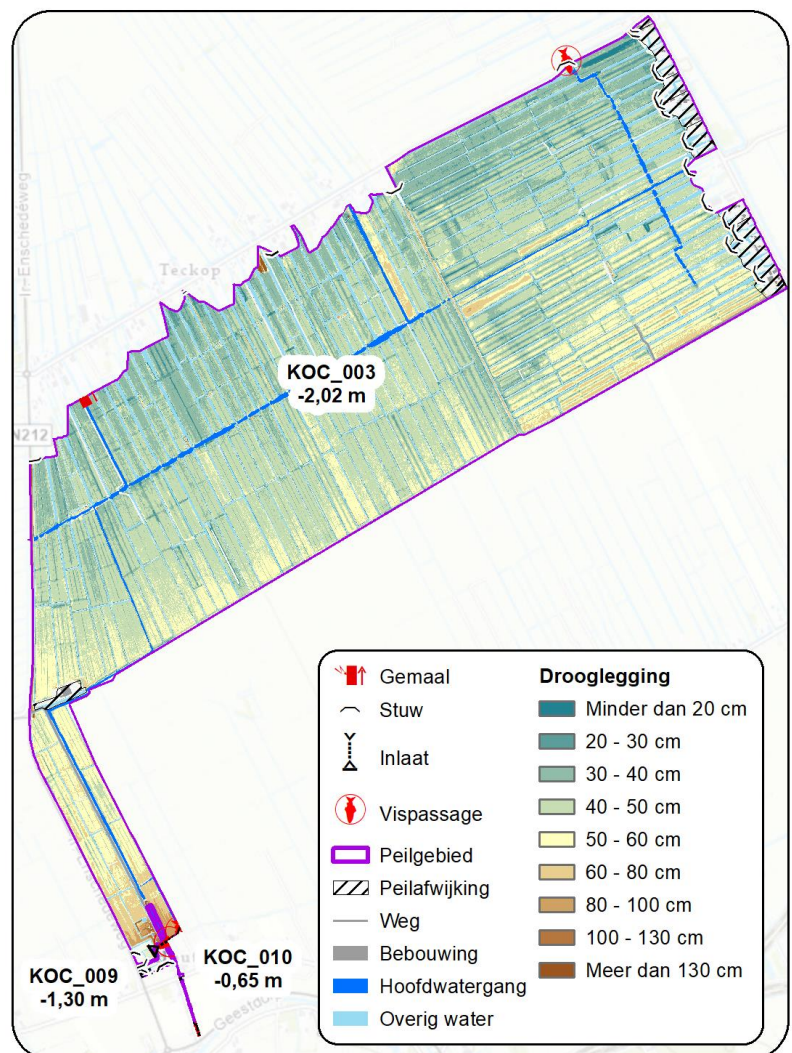 Ir. Enschedeweg
Teckop
KOC_003
-2,02 m
N212
KOC_009
-1,30 m
KOC_010
-0,65 m
Gemaal
Stuw
Inlaat
Vispassage
Peilgebied
Peilafwijking
Weg
Bebouwing
Hoofdwatergang
Overig water
Drooglegging
Minder dan 20 cm
20 - 30 cm
30 - 40 cm
40 - 50 cm
50 - 60 cm
60 - 80 cm
80 - 100 cm
100 - 130 cm
Meer dan 130 cm